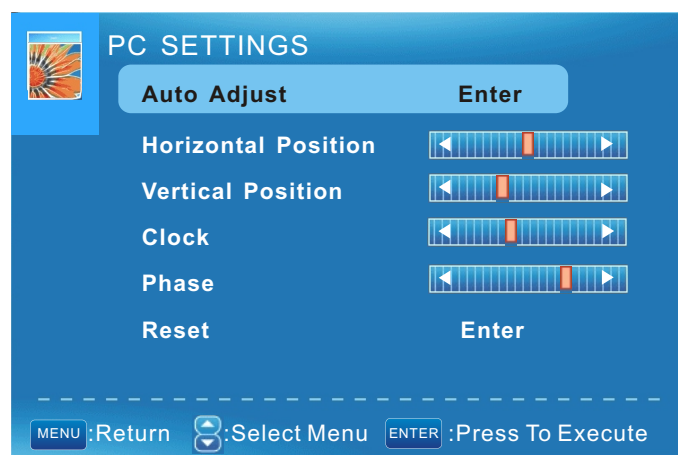 PC SETTINGS
Auto Adjust Enter
Horizontal Position
Vertical Position
Clock
Phase
Reset Enter
MENU :Return :Select Menu ENTER :Press To Execute